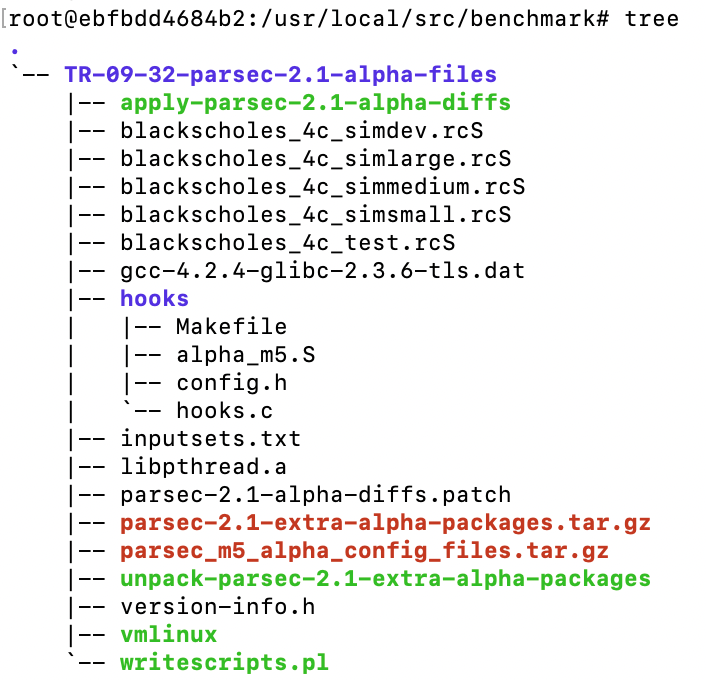 [root@ebfbdd4684b2:/usr/local/src/benchmark# tree
.
`-- TR-09-32-parsec-2.1-alpha-files
    |-- apply-parsec-2.1-alpha-diffs
    |-- blackscholes_4c_simdev.rcS
    |-- blackscholes_4c_simlarge.rcS
    |-- blackscholes_4c_simmedium.rcS
    |-- blackscholes_4c_simsmall.rcS
    |-- blackscholes_4c_test.rcS
    |-- gcc-4.2.4-glibc-2.3.6-tls.dat
    |-- hooks
    |   |-- Makefile
    |   |-- alpha_m5.S
    |   |-- config.h
    |   `-- hooks.c
    |-- inputsets.txt
    |-- libpthread.a
    |-- parsec-2.1-alpha-diffs.patch
    |-- parsec-2.1-extra-alpha-packages.tar.gz
    |-- parsec_m5_alpha_config_files.tar.gz
    |-- unpack-parsec-2.1-extra-alpha-packages
    |-- version-info.h
    |-- vmlinux
    `-- writescripts.pl